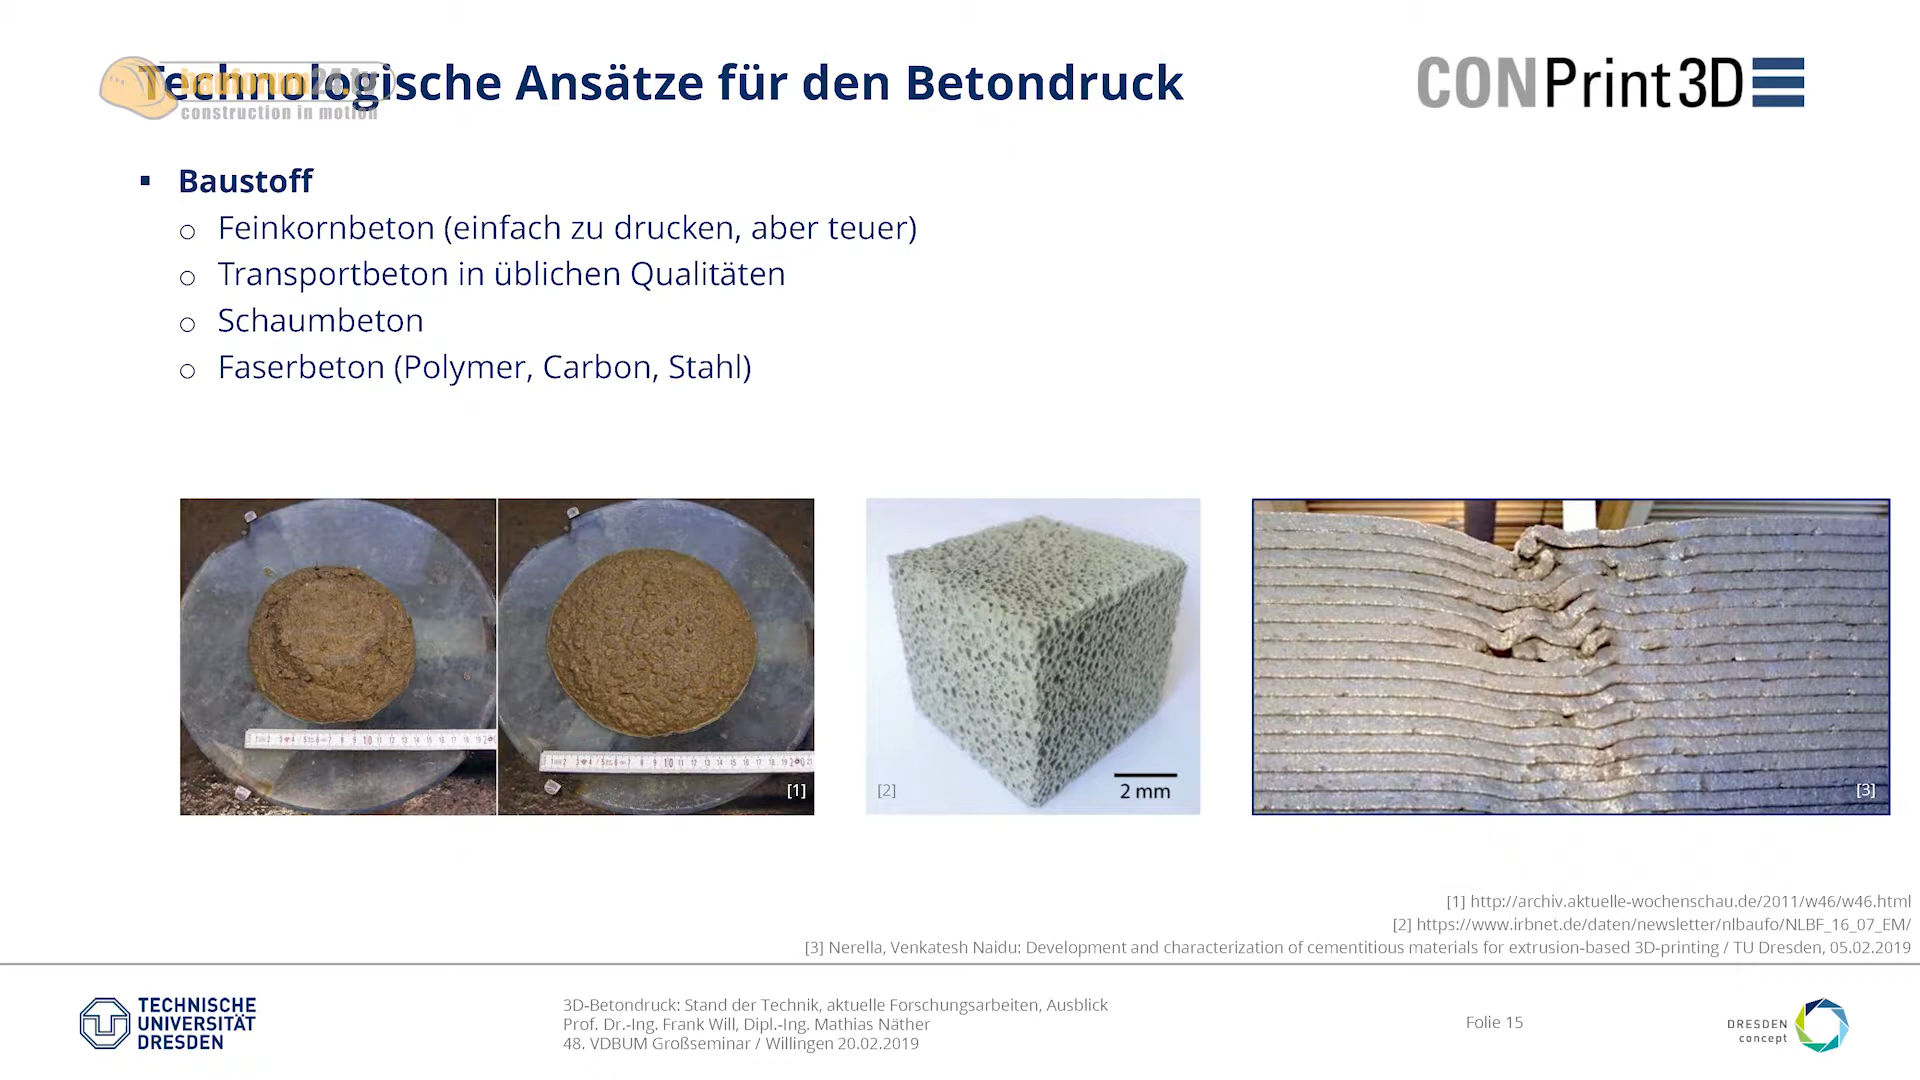 Technologische Ansätze für den Betondruck
bauforum24.tv
construction in motion
CONPrint3D
Baustoff
Feinkornbeton (einfach zu drucken, aber teuer)
Transportbeton in üblichen Qualitäten
Schaumbeton
Faserbeton (Polymer, Carbon, Stahl)
[1]
[2]
2 mm
[3]
[1] http://archiv.aktuelle-wochenschau.de/2011/w46/w46.html
[2] https://www.irbnet.de/daten/newsletter/nlbaufo/NLBF_16_07_EM/
[3] Nerella, Venkatesh Naidu: Development and characterization of cementitious materials for extrusion-based 3D-printing / TU Dresden, 05.02.2019
TECHNISCHE
UNIVERSITÄT
DRESDEN
3D-Betondruck: Stand der Technik, aktuelle Forschungsarbeiten, Ausblick
Prof. Dr.-Ing. Frank Will, Dipl.-Ing. Mathias Näther
48. VDBUM Großseminar / Willingen 20.02.2019
Folie 15
DRESDEN
concept